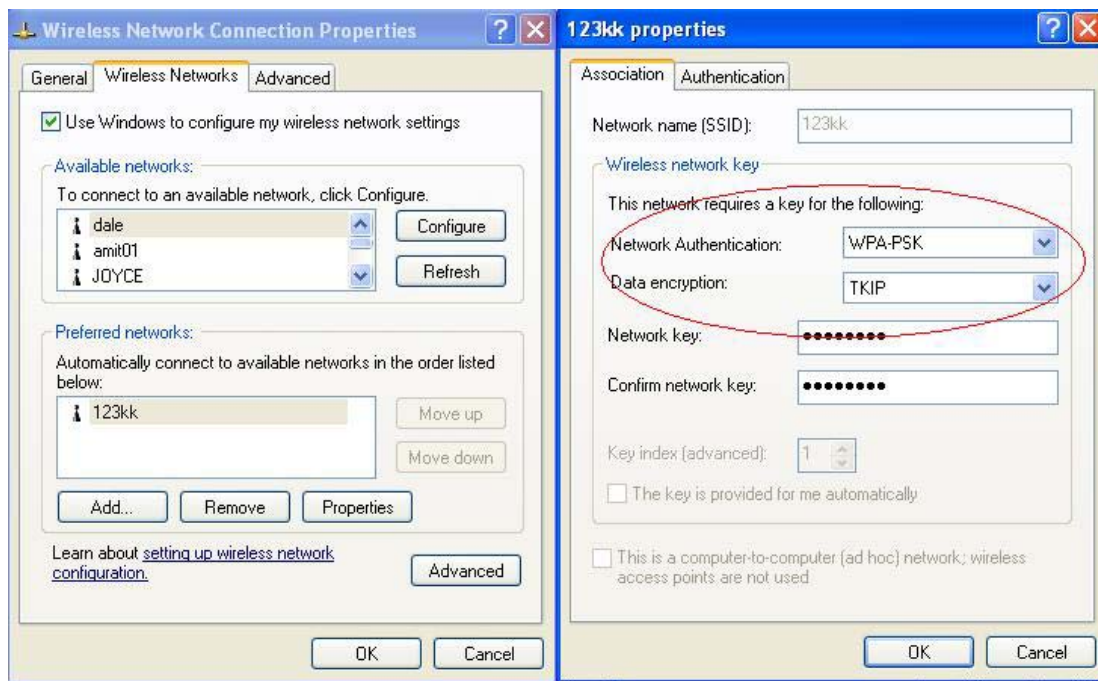 Wireless Network Connection Properties
General
Wireless Networks
Advanced
Use Windows to configure my wireless network settings
Available networks:
To connect to an available network, click Configure.
dale
amit01
JOYCE
Configure
Refresh
Preferred networks:
Automatically connect to available networks in the order listed
below:
123kk
Move up
Move down
Add...
Remove
Properties
Learn about setting up wireless network
configuration.
Advanced
OK
Cancel
123kk properties
Association
Authentication
Network name (SSID):
123kk
Wireless network key
This network requires a key for the following:
Network Authentication:
WPA-PSK
Data encryption:
TKIP
Network key:
••••••••
Confirm network key:
••••••••
Key index (advanced):
1
The key is provided for me automatically
This is a computer-to-computer (ad hoc) network; wireless
access points are not used
OK
Cancel